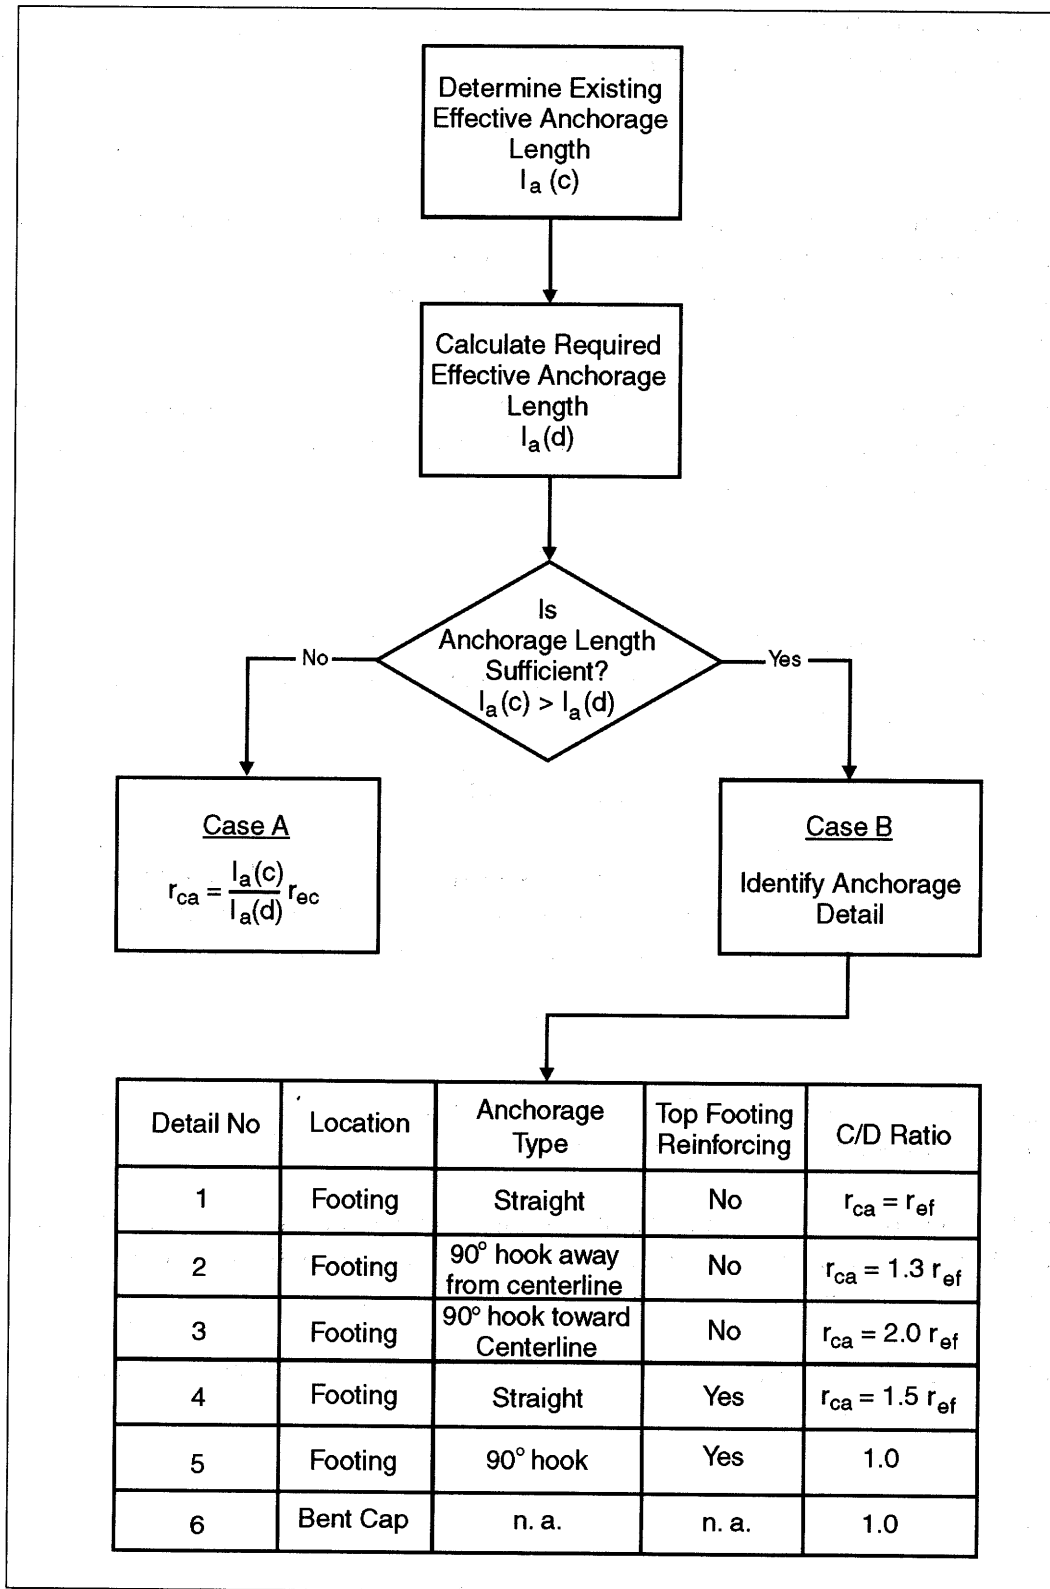 Determine Existing
Effective Anchorage
Length
la (c)
Calculate Required
Effective Anchorage
Length
la(d)
Is
Anchorage Length
Sufficient?
la(c) > la(d)
No
Yes
Case A
rca = la(c)/la(d) rec
Case B
Identify Anchorage
Detail
Detail No Location Anchorage Type Top Footing Reinforcing C/D Ratio
1 Footing Straight No rca = ref
2 Footing 90° hook away from centerline No rca = 1.3 ref
3 Footing 90° hook toward Centerline No rca = 2.0 ref
4 Footing Straight Yes rca = 1.5 ref
5 Footing 90° hook Yes 1.0
6 Bent Cap n. a. n. a. 1.0